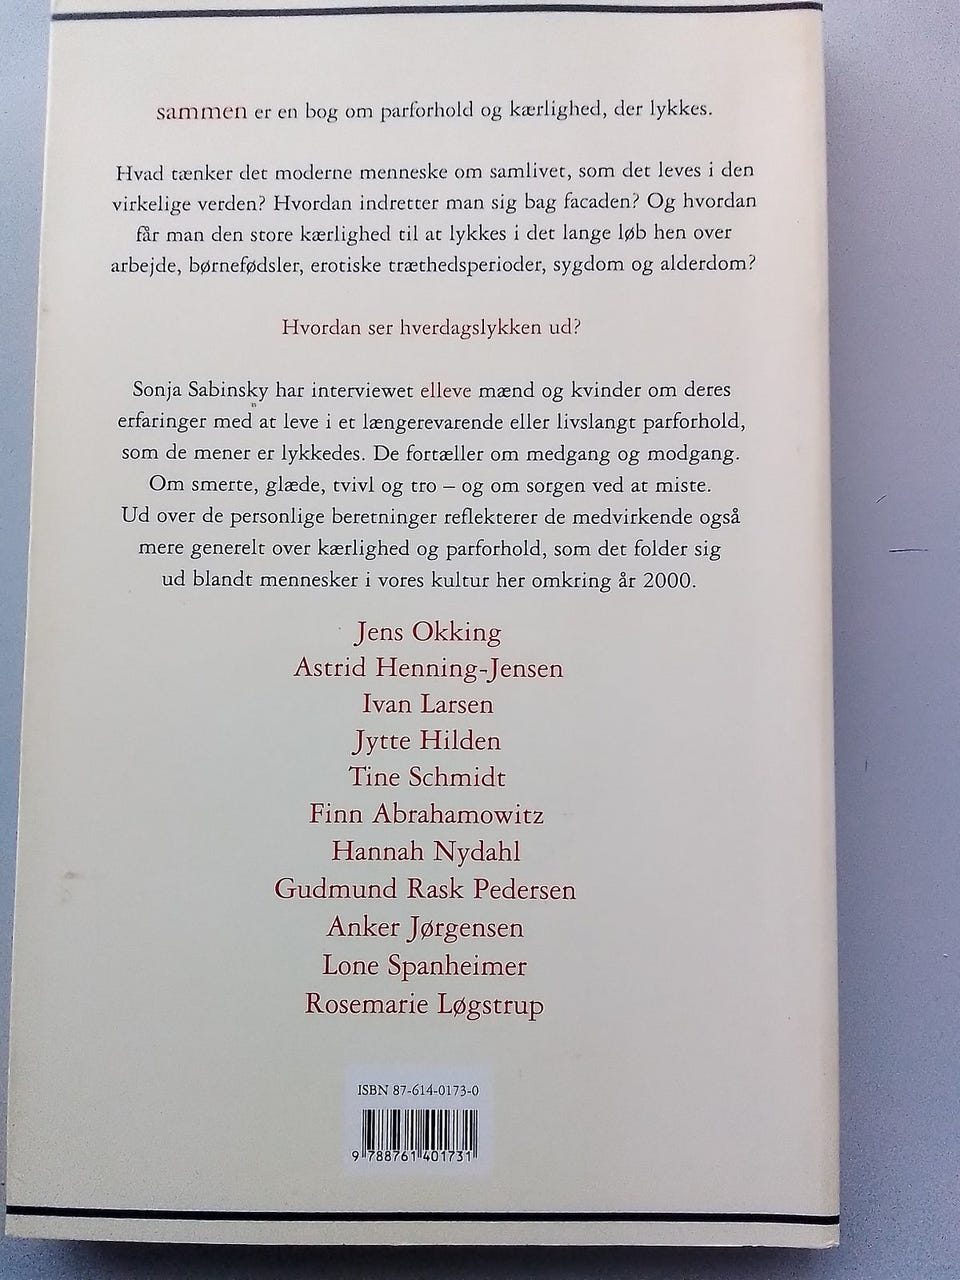 sammen er en bog om parforhold og kærlighed, der lykkes.
Hvad tænker det moderne menneske om samlivet, som det leves i den
virkelige verden? Hvordan indretter man sig bag facaden? Og hvordan
får man den store kærlighed til at lykkes i det lange løb hen over
arbejde, børnefødsler, erotiske træthedsperioder, sygdom og alderdom?
Hvordan ser hverdagslykken ud?
Sonja Sabinsky har interviewet elleve mænd og kvinder om deres
erfaringer med at leve i et længerevarende eller livslangt parforhold,
som de mener er lykkedes. De fortæller om medgang og modgang.
Om smerte, glæde, tvivl og tro – og om sorgen ved at miste.
Ud over de personlige beretninger reflekterer de medvirkende også
mere generelt over kærlighed og parforhold, som det folder sig
ud blandt mennesker i vores kultur her omkring år 2000.
Jens Okking
Astrid Henning-Jensen
Ivan Larsen
Jytte Hilden
Tine Schmidt
Finn Abrahamowitz
Hannah Nydahl
Gudmund Rask Pedersen
Anker Jørgensen
Lone Spanheimer
Rosemarie Løgstrup
ISBN 87-614-0173-0
9 788761 401731